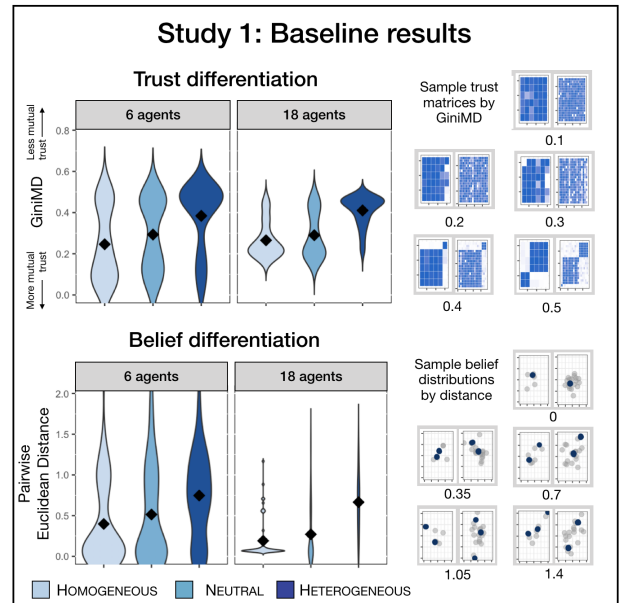 Study 1: Baseline results
Trust differentiation
Less mutual
trust
More mutual
trust
GiniMD
6 agents
18 agents
0.8
0.6
0.4
0.2
0.0
Sample trust
matrices by
GiniMD
0.1
0.2
0.3
0.4
0.5
Belief differentiation
Pairwise
Euclidean Distance
6 agents
18 agents
2.0
1.5
1.0
0.5
0.0
Sample belief
distributions
by distance
0
0.35
0.7
1.05
1.4
HOMOGENEOUS
NEUTRAL
HETEROGENEOUS